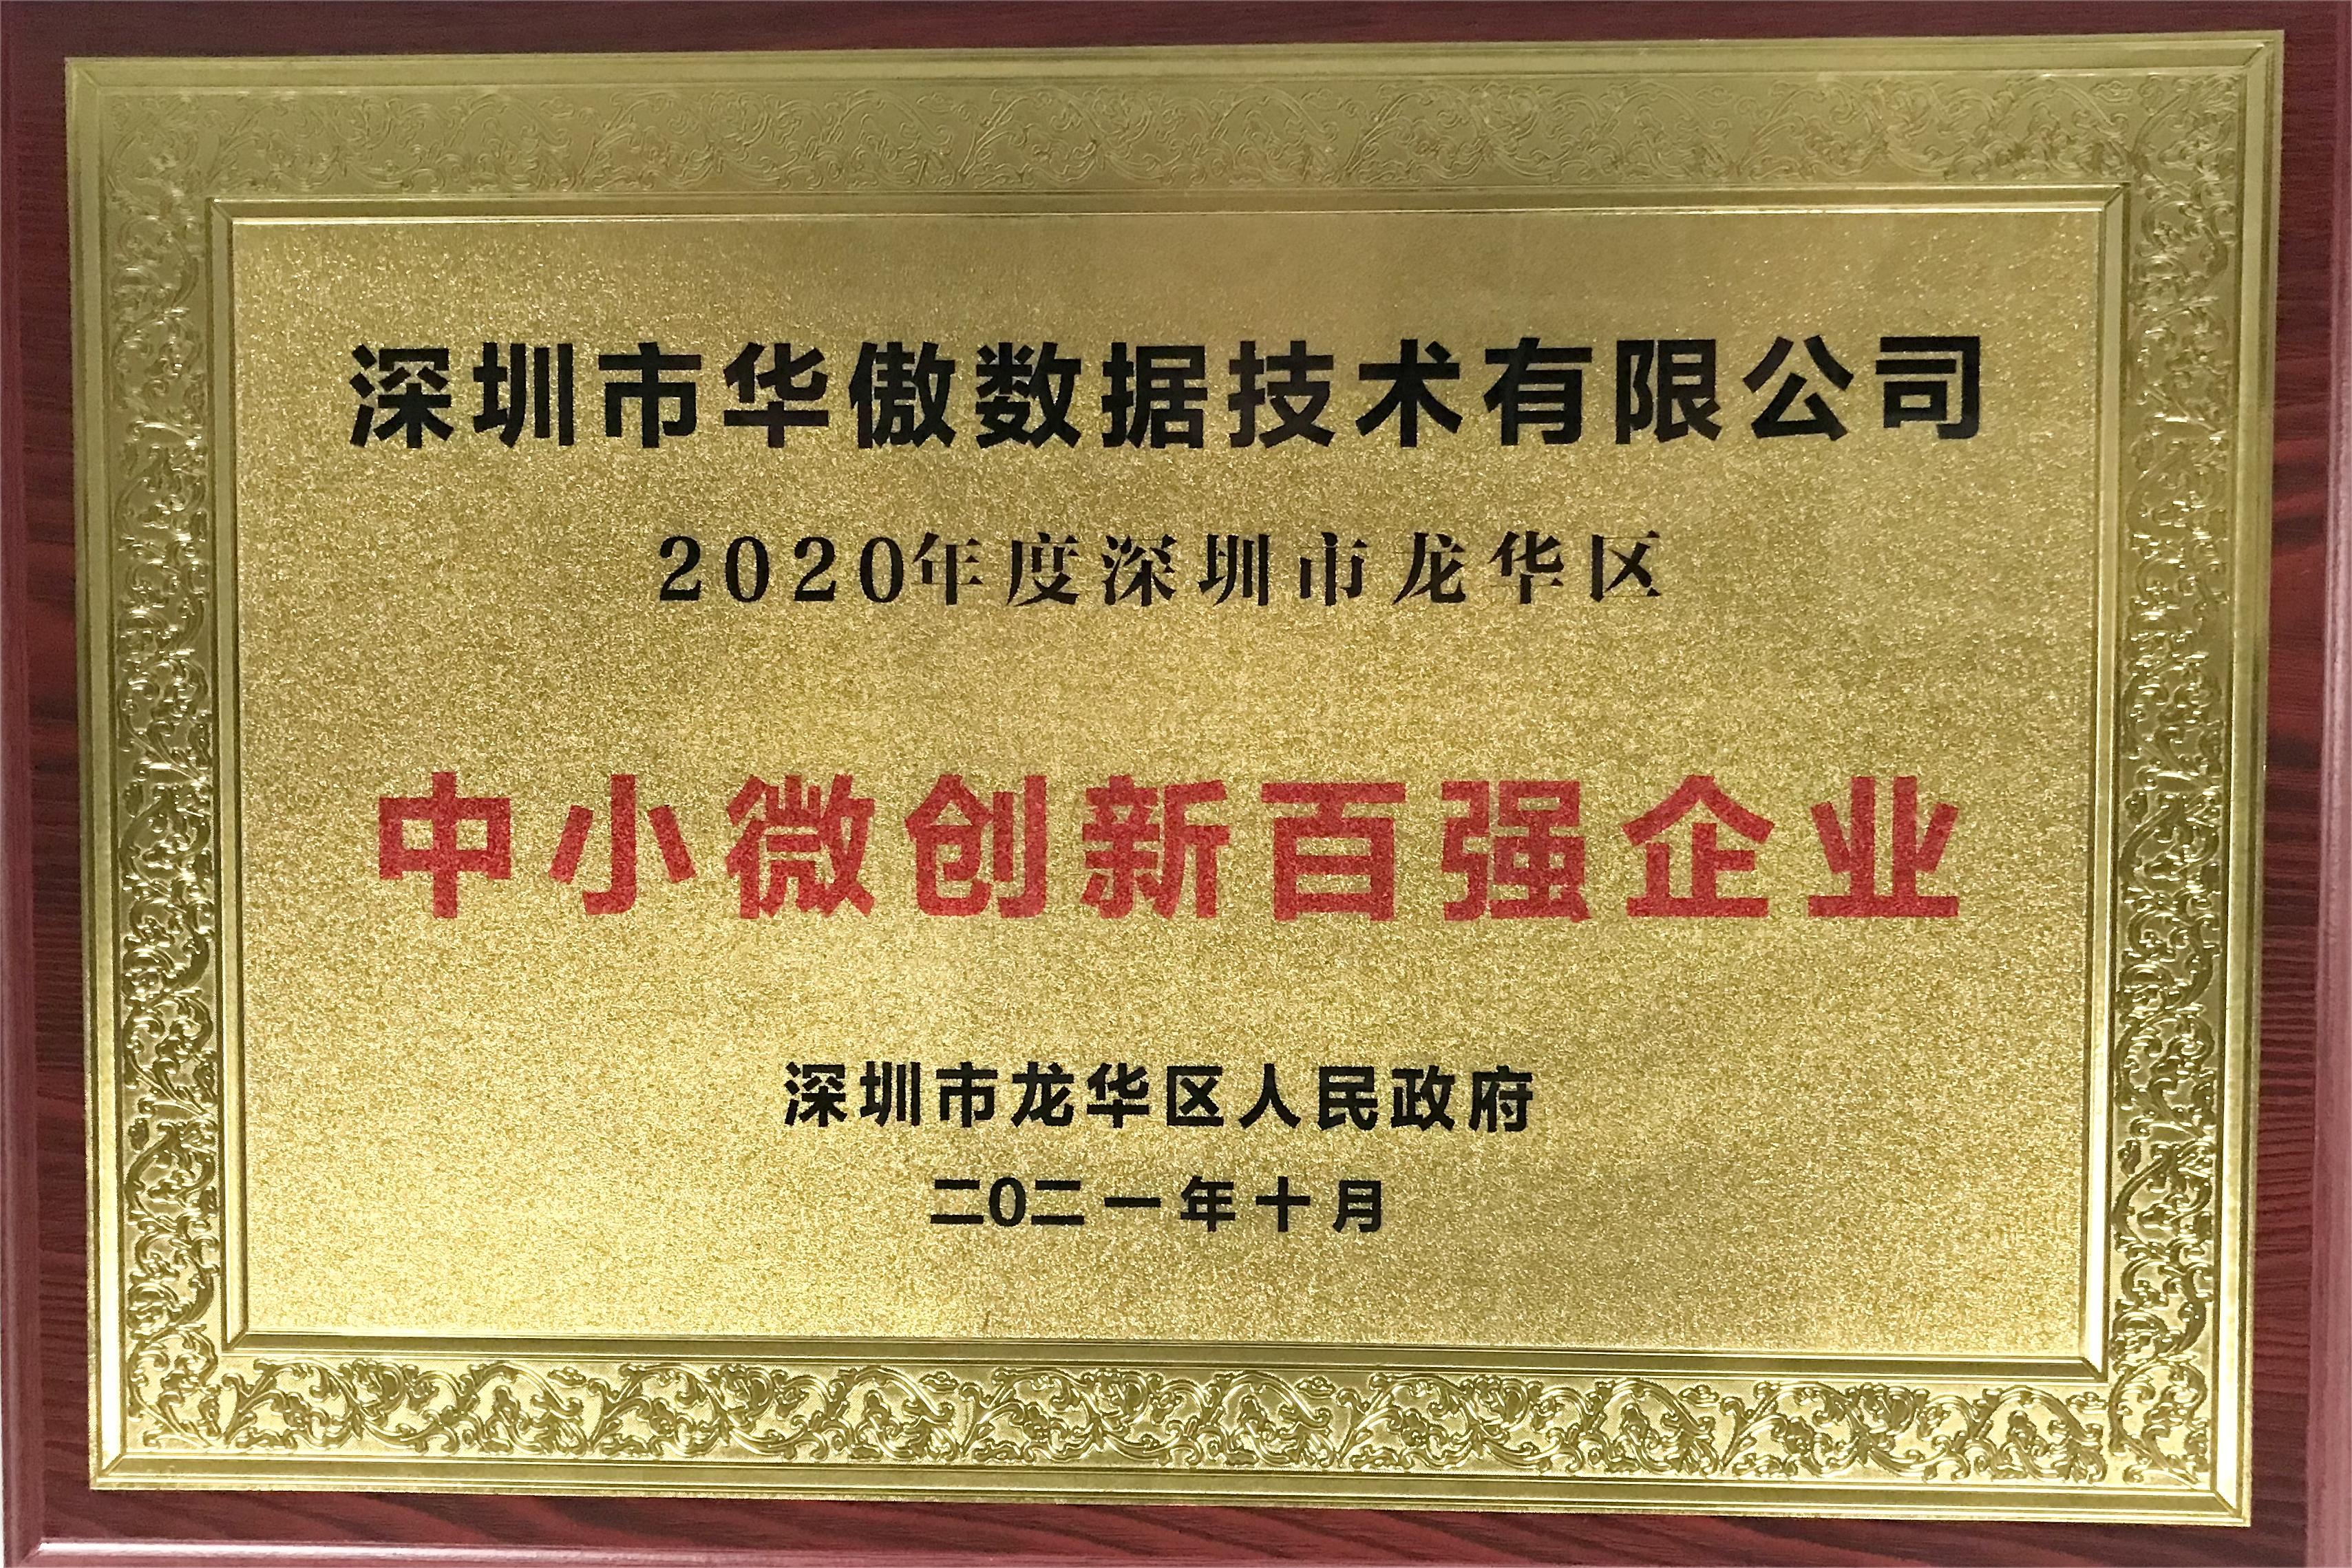 深圳市华傲数据技术有限公司
2020年度深圳市龙华区
中小微创新百强企业
深圳市龙华区人民政府
二0二一年十月